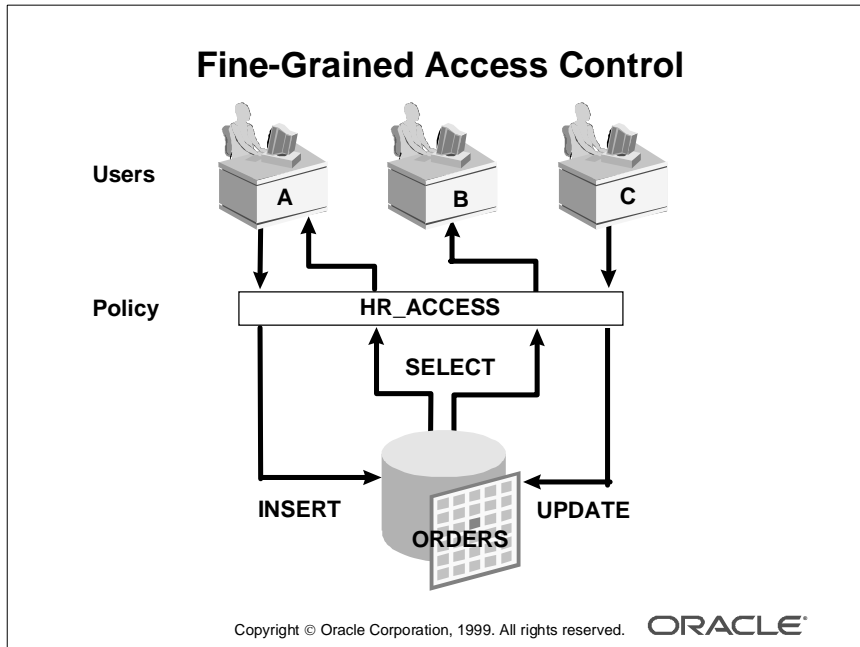 Fine-Grained Access Control
Users
A
B
C
Policy
HR_ACCESS
SELECT
INSERT
UPDATE
ORDERS
Copyright © Oracle Corporation, 1999. All rights reserved.
ORACLE®